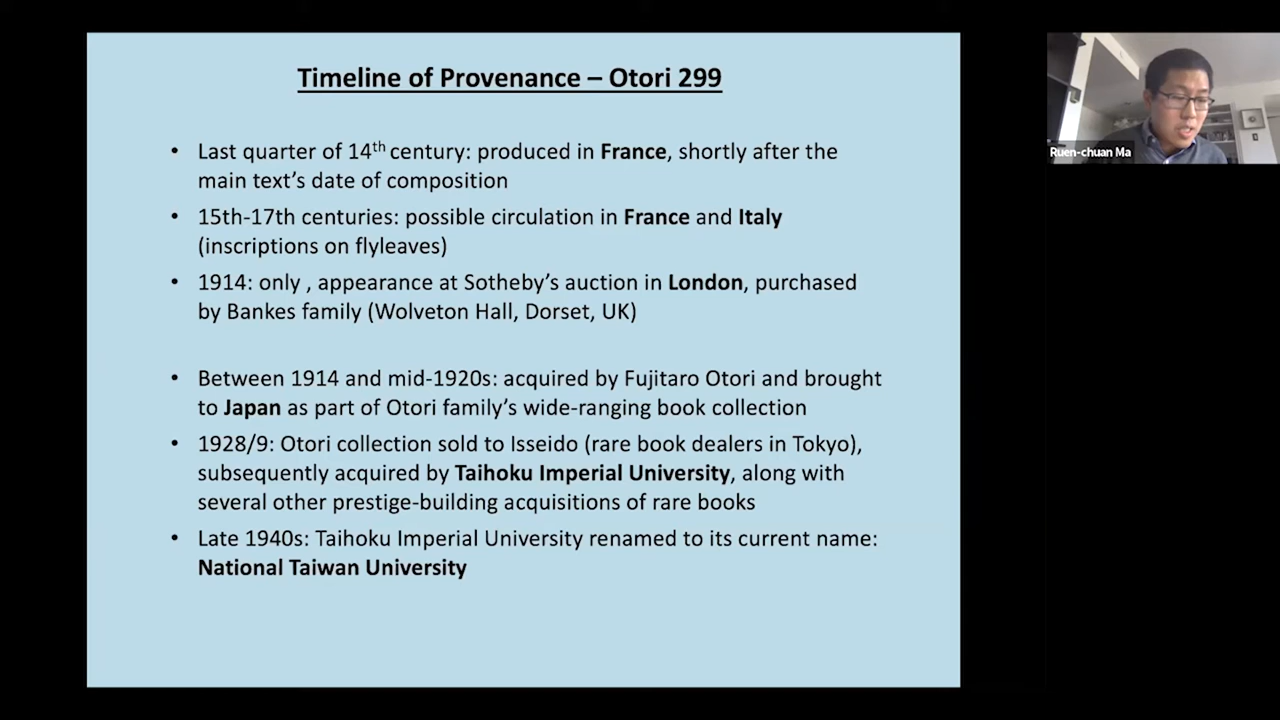 Timeline of Provenance – Otori 299
• Last quarter of 14th century: produced in France, shortly after the
main text's date of composition
• 15th-17th centuries: possible circulation in France and Italy
(inscriptions on flyleaves)
• 1914: only , appearance at Sotheby's auction in London, purchased
by Bankes family (Wolveton Hall, Dorset, UK)
• Between 1914 and mid-1920s: acquired by Fujitaro Otori and brought
to Japan as part of Otori family's wide-ranging book collection
• 1928/9: Otori collection sold to Isseido (rare book dealers in Tokyo),
subsequently acquired by Taihoku Imperial University, along with
several other prestige-building acquisitions of rare books
• Late 1940s: Taihoku Imperial University renamed to its current name:
National Taiwan University
Ruen-chuan Ma